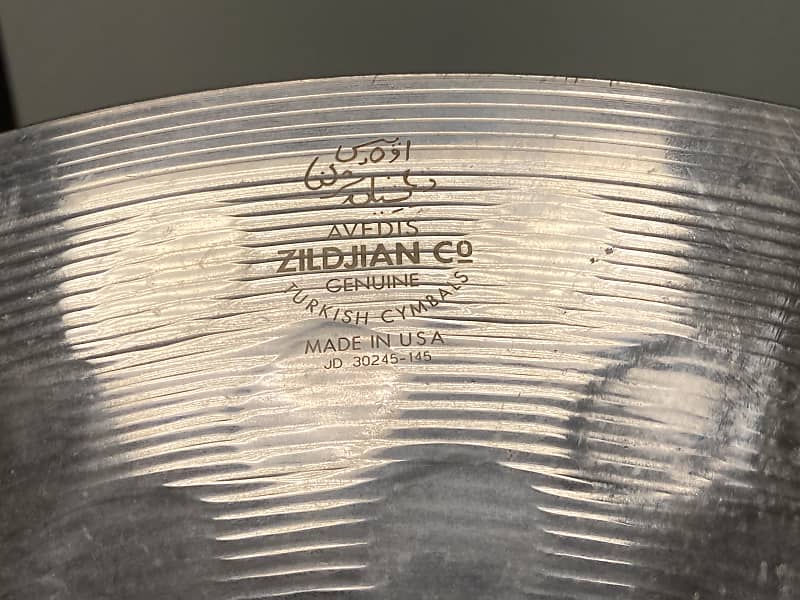 AVEDIS
ZILDJIAN Cº
GENUINE
TURKISH CYMBALS
MADE IN USA
JD 30245-145